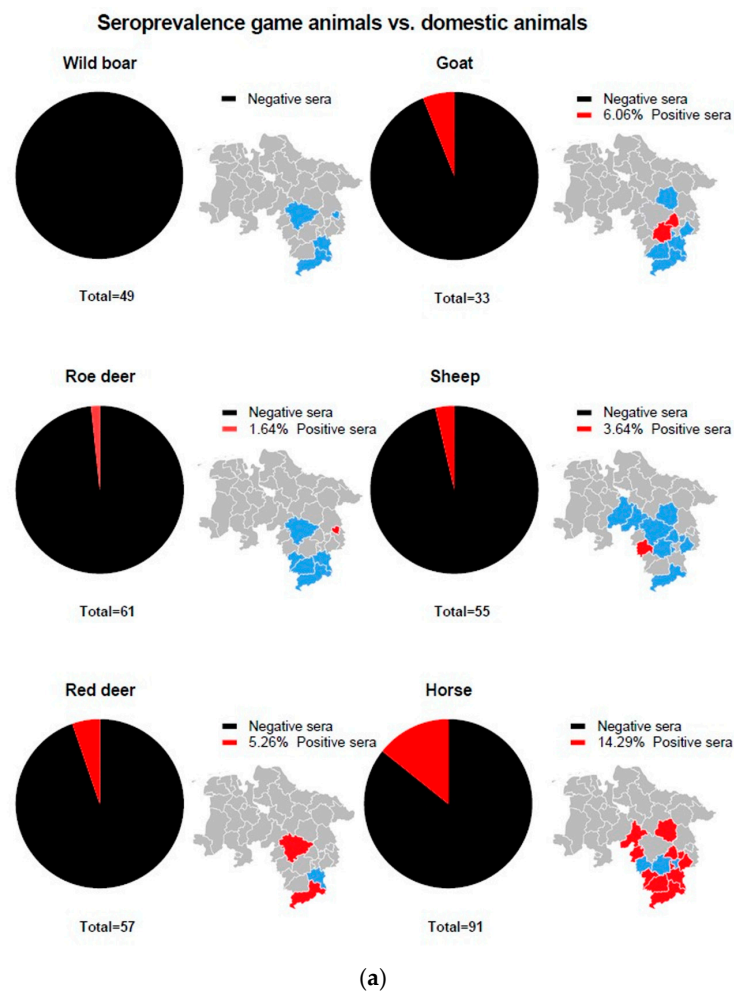 Seroprevalence game animals vs. domestic animals
Wild boar
Negative sera
Total=49
Goat
Negative sera
6.06% Positive sera
Total=33
Roe deer
Negative sera
1.64% Positive sera
Total=61
Sheep
Negative sera
3.64% Positive sera
Total=55
Red deer
Negative sera
5.26% Positive sera
Total=57
Horse
Negative sera
14.29% Positive sera
Total=91
(a)